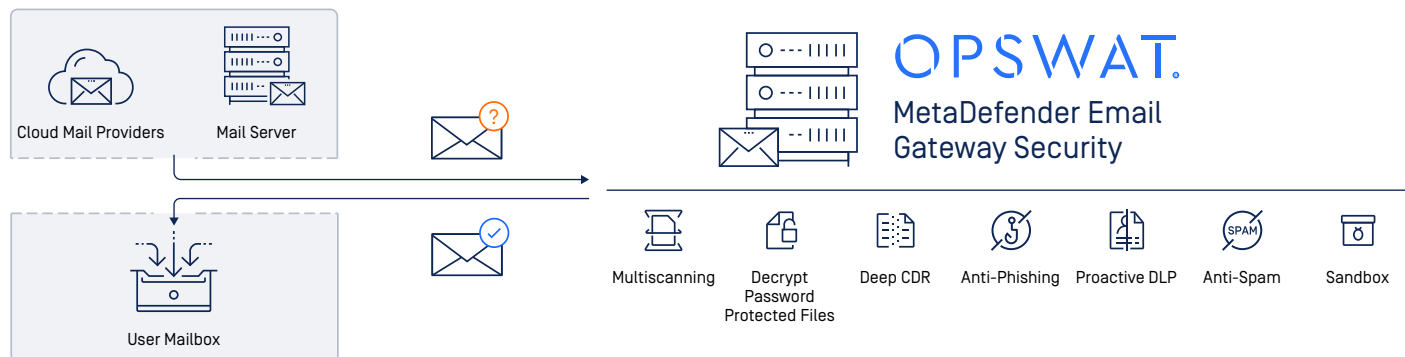 Cloud Mail Providers
Mail Server
?
OPSWAT.
MetaDefender Email
Gateway Security
User Mailbox
Multiscanning
Decrypt
Password
Protected Files
Deep CDR
Anti-Phishing
Proactive DLP
SPAM
Anti-Spam
Sandbox